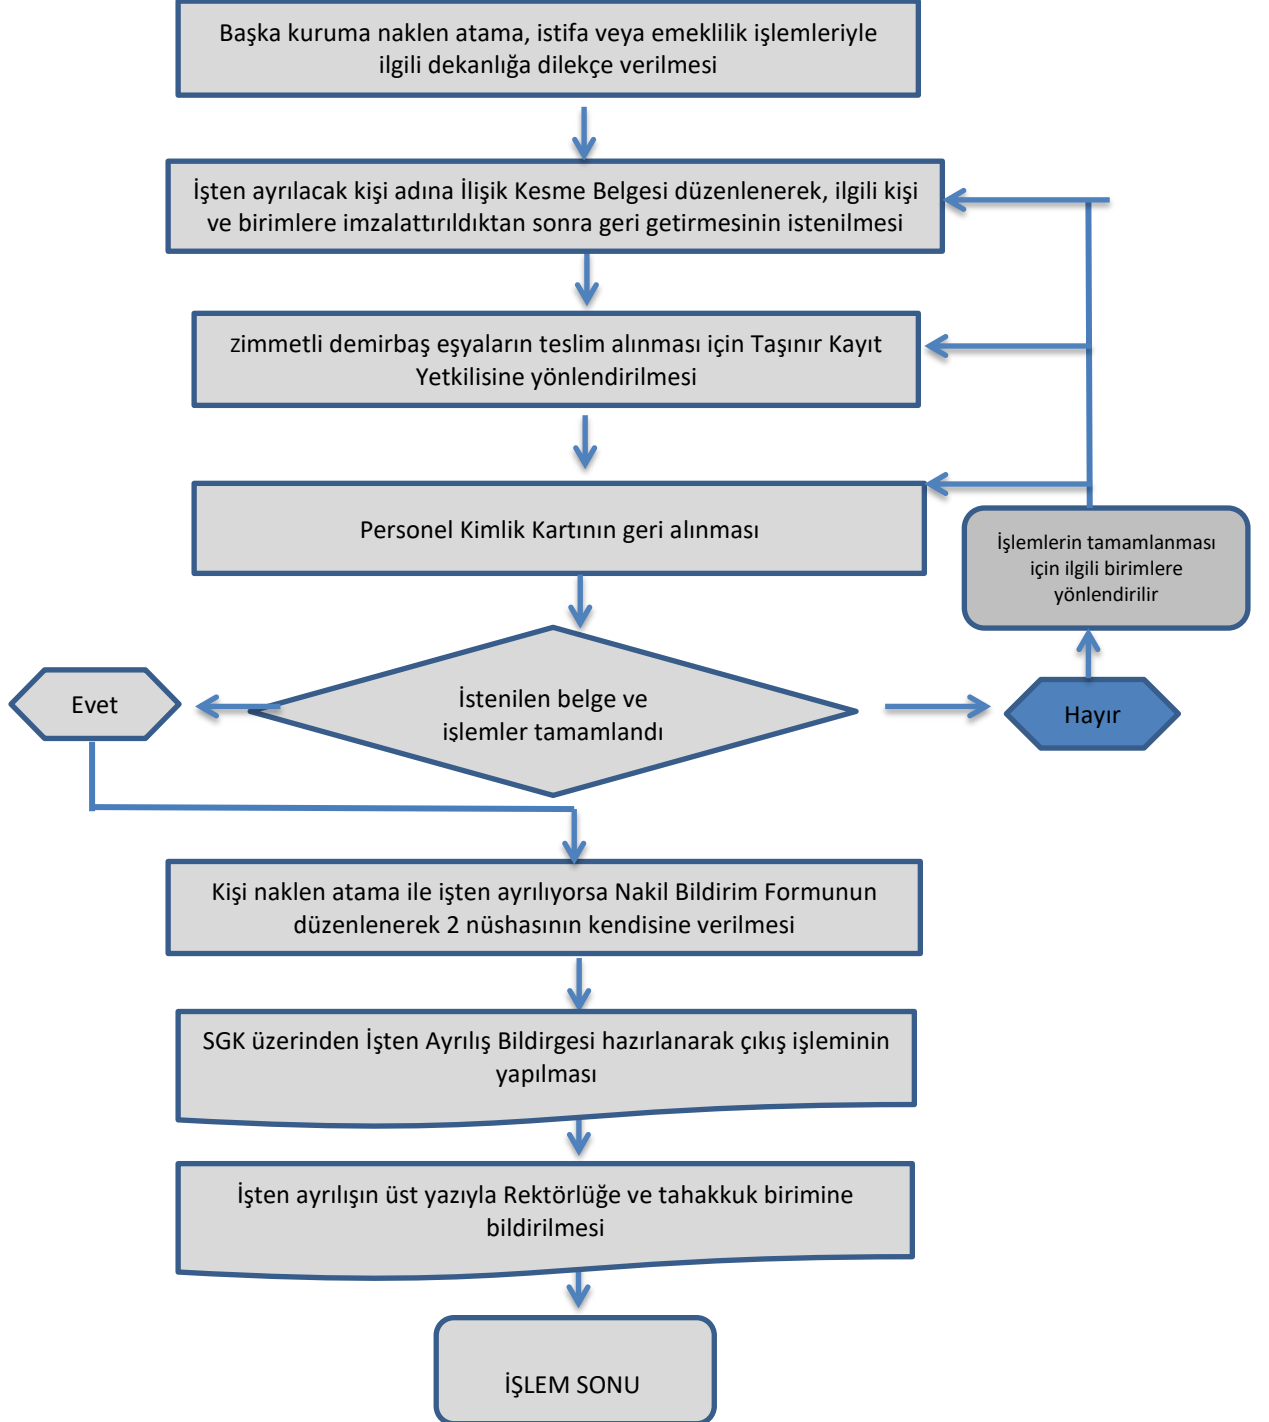 Başka kuruma naklen atama, istifa veya emeklilik işlemleriyle
ilgili dekanlığa dilekçe verilmesi
İşten ayrılacak kişi adına İlişik Kesme Belgesi düzenlenerek, ilgili kişi
ve birimlere imzalattırıldıktan sonra geri getirmesinin istenilmesi
zimmetli demirbaş eşyaların teslim alınması için Taşınır Kayıt
Yetkilisine yönlendirilmesi
Personel Kimlik Kartının geri alınması
İşlemlerin tamamlanması
için ilgili birimlere
yönlendirilir
Evet
İstenilen belge ve
işlemler tamamlandı
Hayır
Kişi naklen atama ile işten ayrılıyorsa Nakil Bildirim Formunun
düzenlenerek 2 nüshasının kendisine verilmesi
SGK üzerinden İşten Ayrılış Bildirgesi hazırlanarak çıkış işleminin
yapılması
İşten ayrılışın üst yazıyla Rektörlüğe ve tahakkuk birimine
bildirilmesi
İŞLEM SONU